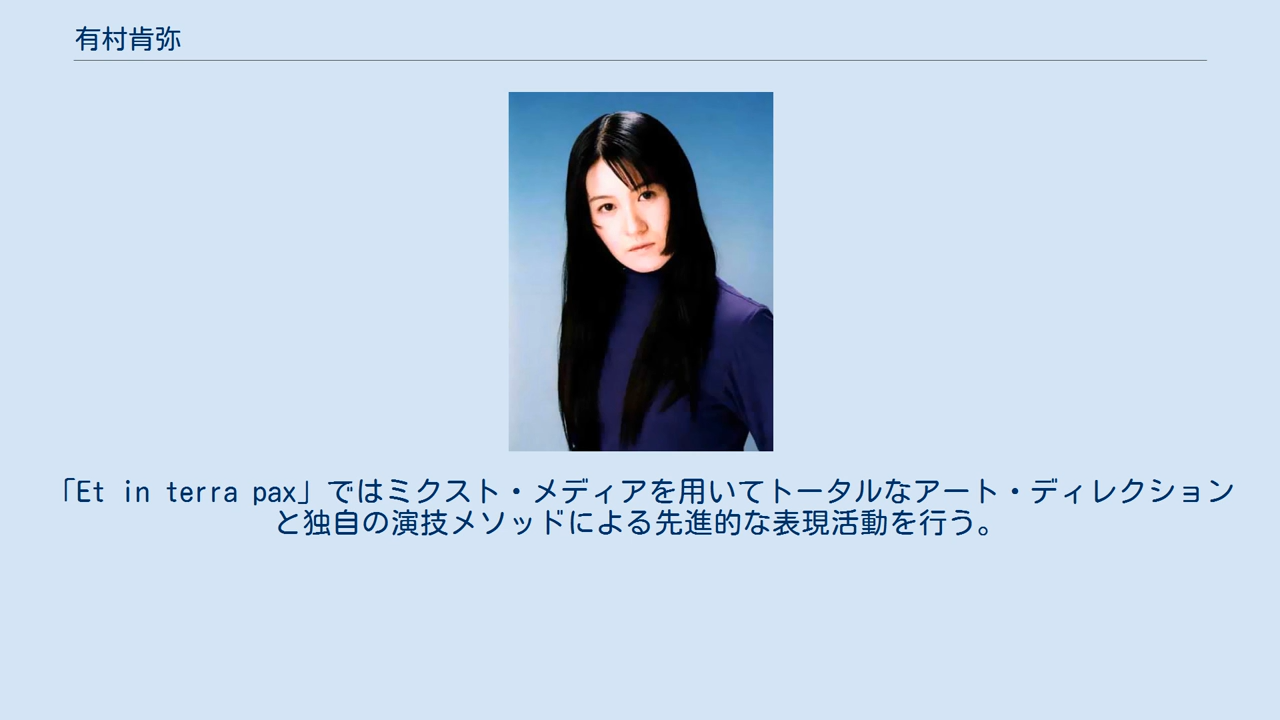 有村肯弥
「Et in terra pax」ではミクスト・メディアを用いてトータルなアート・ディレクション
と独自の演技メソッドによる先進的な表現活動を行う。